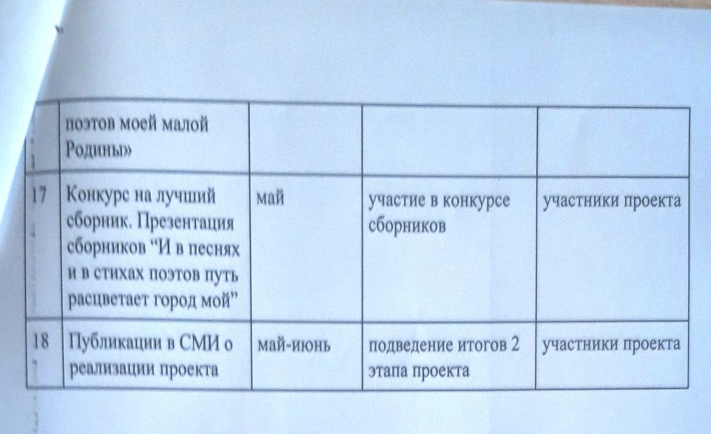 поэтов моей малой
Родины»
17 Конкурс на лучший май участие в конкурсе участники проекта
сборник. Презентация сборников
сборников “И в песнях
и в стихах поэтов путь
расцветает город мой”
18 Публикации в СМИ о май-июнь подведение итогов 2 участники проекта
реализации проекта этапа проекта